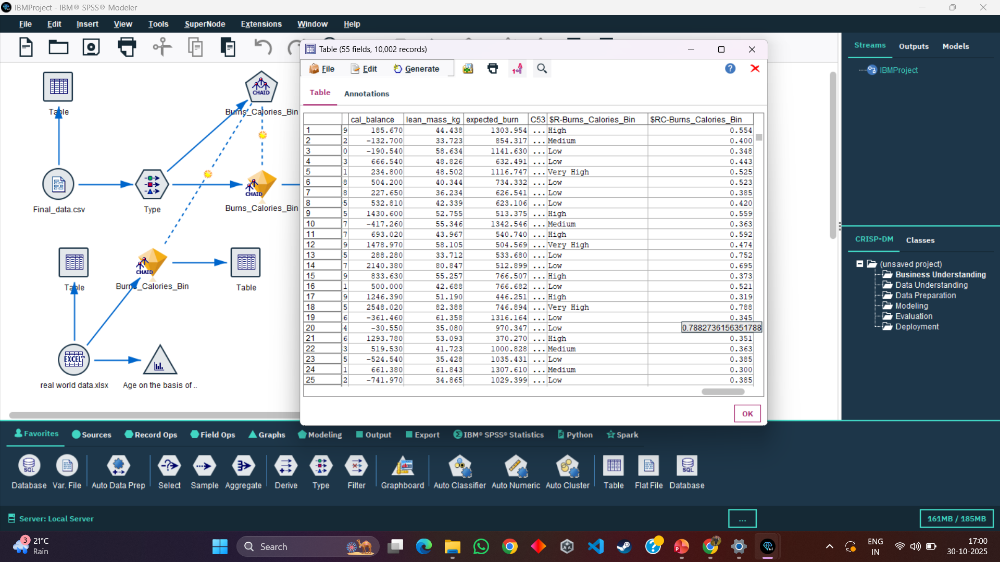 IBMProject - IBM® SPSS® Modeler
File Edit Insert View Tools SuperNode Extensions Window Help
Table (55 fields, 10,002 records)
File Edit Generate
Table Annotations
cal_balance lean_mass_kg expected_burn C53 $R-Burns_Calories_Bin $RC-Burns_Calories_Bin
1 9 185.670 44.438 1303.954 ... High 0.554
2 2 -132.700 33.723 854.317 ... Medium 0.400
3 0 -190.540 58.634 1141.630 ... Low 0.348
4 3 666.540 48.826 632.491 ... Low 0.443
5 1 234.800 48.502 1116.747 ... Very High 0.525
6 8 504.200 40.344 734.332 ... Low 0.523
7 8 227.650 36.234 626.541 ... Low 0.385
8 5 532.810 42.339 623.106 ... Low 0.420
9 5 1430.600 52.755 513.375 ... High 0.559
10 7 -417.260 55.346 1342.546 ... Medium 0.363
11 7 693.020 43.967 540.740 ... High 0.592
12 9 1478.970 58.105 504.569 ... Very High 0.474
13 5 288.280 33.712 533.680 ... Low 0.752
14 7 2140.380 80.847 512.899 ... Low 0.695
15 9 833.630 55.257 766.507 ... High 0.373
16 1 500.000 42.688 766.682 ... Low 0.521
17 9 1246.390 51.190 446.251 ... High 0.319
18 5 2548.020 82.388 746.894 ... Very High 0.788
19 6 -361.460 61.358 1316.164 ... Low 0.345
20 4 -30.550 35.080 970.347 ... Low 0.7882736156351788
21 6 1293.780 53.093 370.270 ... High 0.351
22 3 519.530 41.723 1000.828 ... Medium 0.363
23 5 -524.540 35.428 1035.431 ... Low 0.385
24 1 661.380 61.843 1307.610 ... Medium 0.300
25 2 -741.970 34.865 1029.399 ... Low 0.385
OK
Table
CHAID
Burns_Calories_Bin
Final_data.csv
Type
CHAID
Burns_Calories_Bin
Table
CHAID
Burns_Calories_Bin
Table
EXCEL™
real world data.xlsx
Age on the basis of ..
Streams Outputs Models
IBMProject
CRISP-DM Classes
(unsaved project)
Business Understanding
Data Understanding
Data Preparation
Modeling
Evaluation
Deployment
Favorites Sources Record Ops Field Ops Graphs Modeling Output Export IBM® SPSS® Statistics Python Spark
SQL SQL
Database Var. File Auto Data Prep Select Sample Aggregate Derive Type Filter Graphboard Auto Classifier Auto Numeric Auto Cluster Table Flat File Database
Server: Local Server ... 161MB / 185MB
3 21°C
Rain
Search
ENG
IN
17:00
30-10-2025